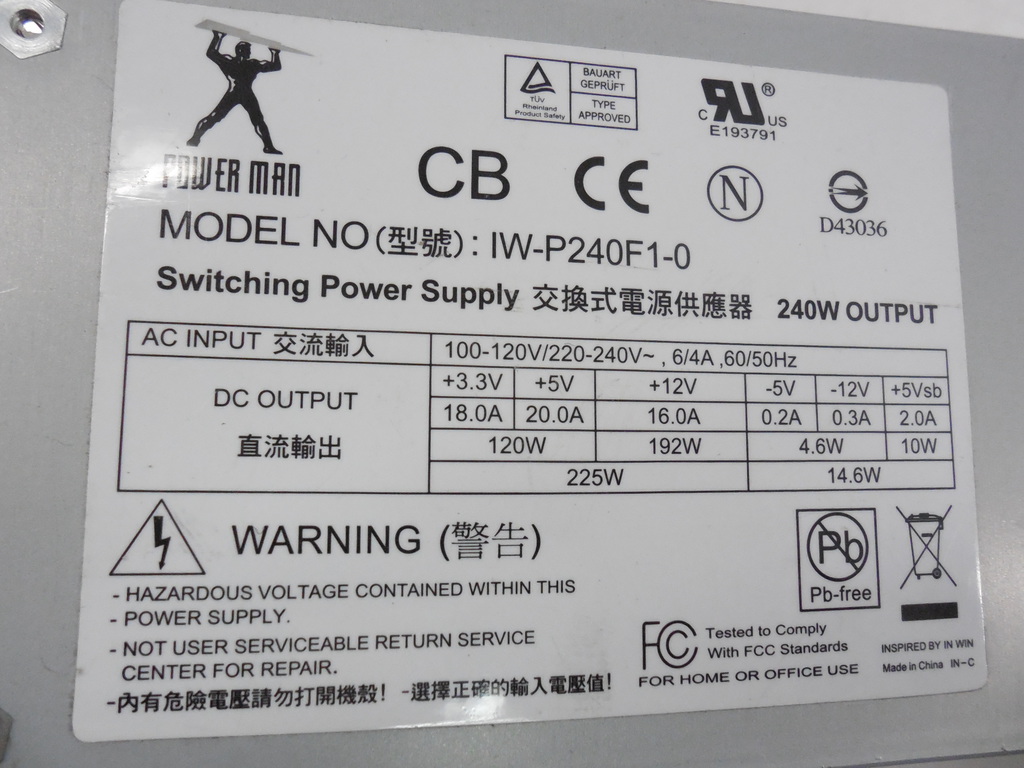 POWER MAN
TÜV
Rheinland
Product Safety
BAUART
GEPRÜFT
TYPE
APPROVED
C RU US ®
E193791
CB CE N
D43036
MODEL NO(型號): IW-P240F1-0
Switching Power Supply 交換式電源供應器 240W OUTPUT
AC INPUT 交流輸入 100-120V/220-240V~ , 6/4A ,60/50Hz
DC OUTPUT
直流輸出
+3.3V +5V +12V -5V -12V +5Vsb
18.0A 20.0A 16.0A 0.2A 0.3A 2.0A
120W 192W 4.6W 10W
225W 14.6W
WARNING (警告)
- HAZARDOUS VOLTAGE CONTAINED WITHIN THIS
- POWER SUPPLY.
- NOT USER SERVICEABLE RETURN SERVICE
CENTER FOR REPAIR.
-內有危險電壓請勿打開機殼! -選擇正確的輸入電壓值!
Pb
Pb-free
FC Tested to Comply
With FCC Standards
FOR HOME OR OFFICE USE
INSPIRED BY IN WIN
Made in China IN-C